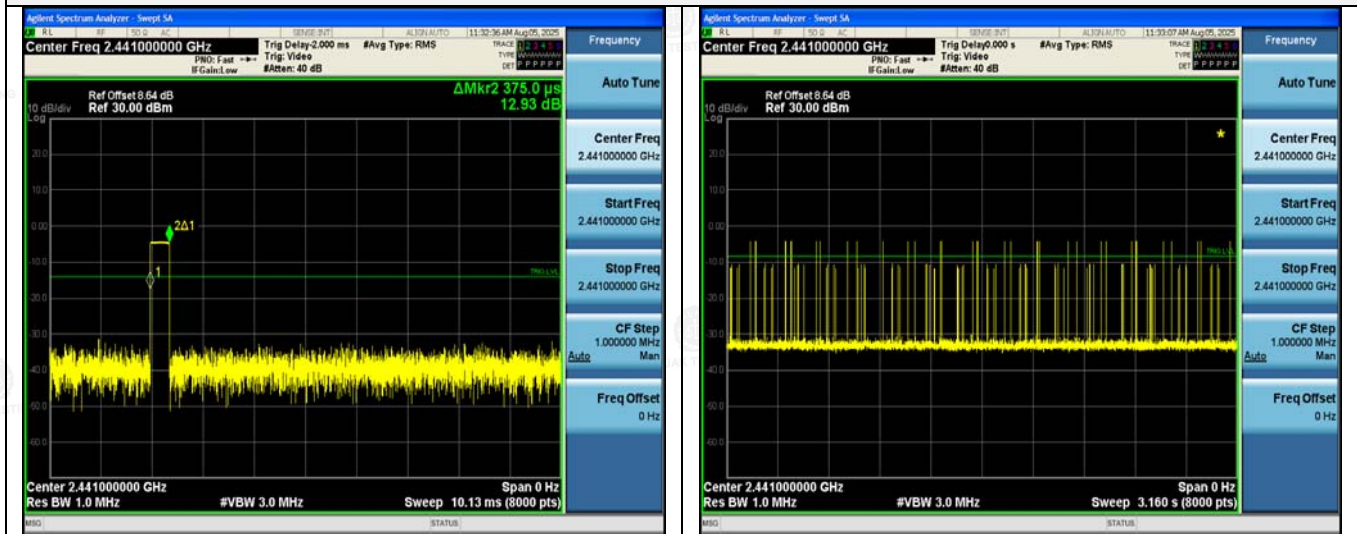 Agilent Spectrum Analyzer - Swept SA
RL RF 50 Ω AC SENSE:INT ALIGN AUTO 11:32:36 AM Aug 05, 2025
Center Freq 2.441000000 GHz
PNO: Fast
IFGain:Low
Trig Delay-2.000 ms
Trig: Video
#Atten: 40 dB
#Avg Type: RMS
TRACE 1 2 3 4 5 6
TYPE
DET P P P P P P
Frequency
ΔMkr2 375.0 µs
12.93 dB
Ref Offset 8.64 dB
10 dB/div Ref 30.00 dBm
Log
20.0
10.0
0.00
-10.0
-20.0
-30.0
-40.0
-50.0
-60.0
2Δ1
1
TRIG LVL
Center 2.441000000 GHz
Span 0 Hz
Res BW 1.0 MHz
#VBW 3.0 MHz
Sweep 10.13 ms (8000 pts)
MSG
STATUS
Auto Tune
Center Freq
2.441000000 GHz
Start Freq
2.441000000 GHz
Stop Freq
2.441000000 GHz
CF Step
1.000000 MHz
Auto Man
Freq Offset
0 Hz
Agilent Spectrum Analyzer - Swept SA
RL RF 50 Ω AC SENSE:INT ALIGN AUTO 11:33:07 AM Aug 05, 2025
Center Freq 2.441000000 GHz
PNO: Fast
IFGain:Low
Trig Delay0.000 s
Trig: Video
#Atten: 40 dB
#Avg Type: RMS
TRACE 1 2 3 4 5 6
TYPE
DET P P P P P P
Frequency
Ref Offset 8.64 dB
10 dB/div Ref 30.00 dBm
Log
20.0
10.0
0.00
-10.0
-20.0
-30.0
-40.0
-50.0
-60.0
*
TRIG LVL
Center 2.441000000 GHz
Span 0 Hz
Res BW 1.0 MHz
#VBW 3.0 MHz
Sweep 3.160 s (8000 pts)
MSG
STATUS
Auto Tune
Center Freq
2.441000000 GHz
Start Freq
2.441000000 GHz
Stop Freq
2.441000000 GHz
CF Step
1.000000 MHz
Auto Man
Freq Offset
0 Hz